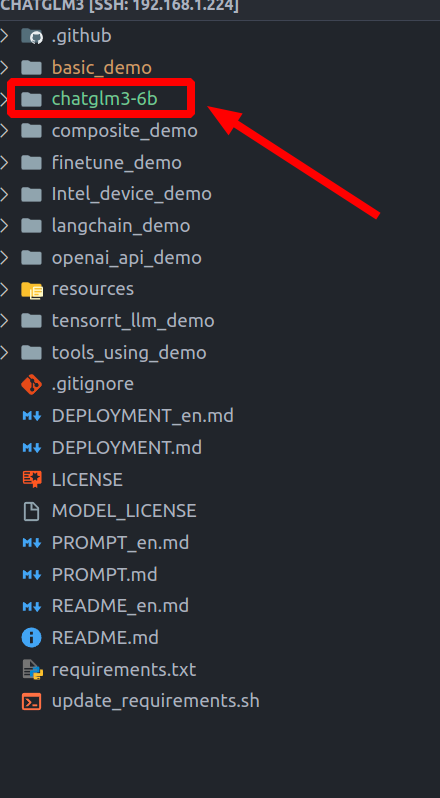 CHATGLM3 [SSH: 192.168.1.224]
.github
basic_demo
chatglm3-6b
composite_demo
finetune_demo
Intel_device_demo
langchain_demo
openai_api_demo
resources
tensorrt_llm_demo
tools_using_demo
.gitignore
DEPLOYMENT_en.md
DEPLOYMENT.md
LICENSE
MODEL_LICENSE
PROMPT_en.md
PROMPT.md
README_en.md
README.md
requirements.txt
update_requirements.sh